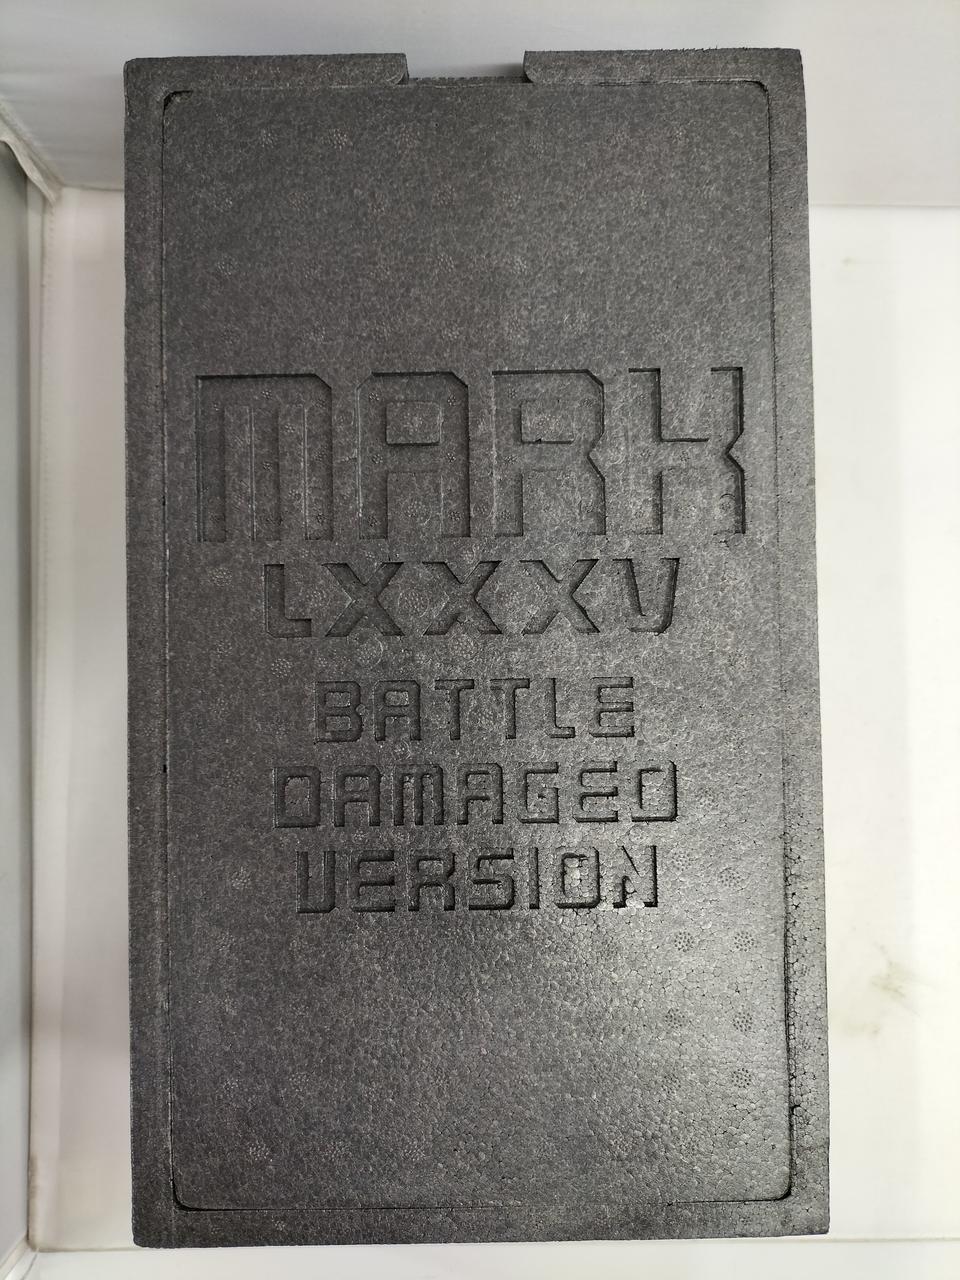 MARK
LXXXV
BATTLE
DAMAGED
VERSION